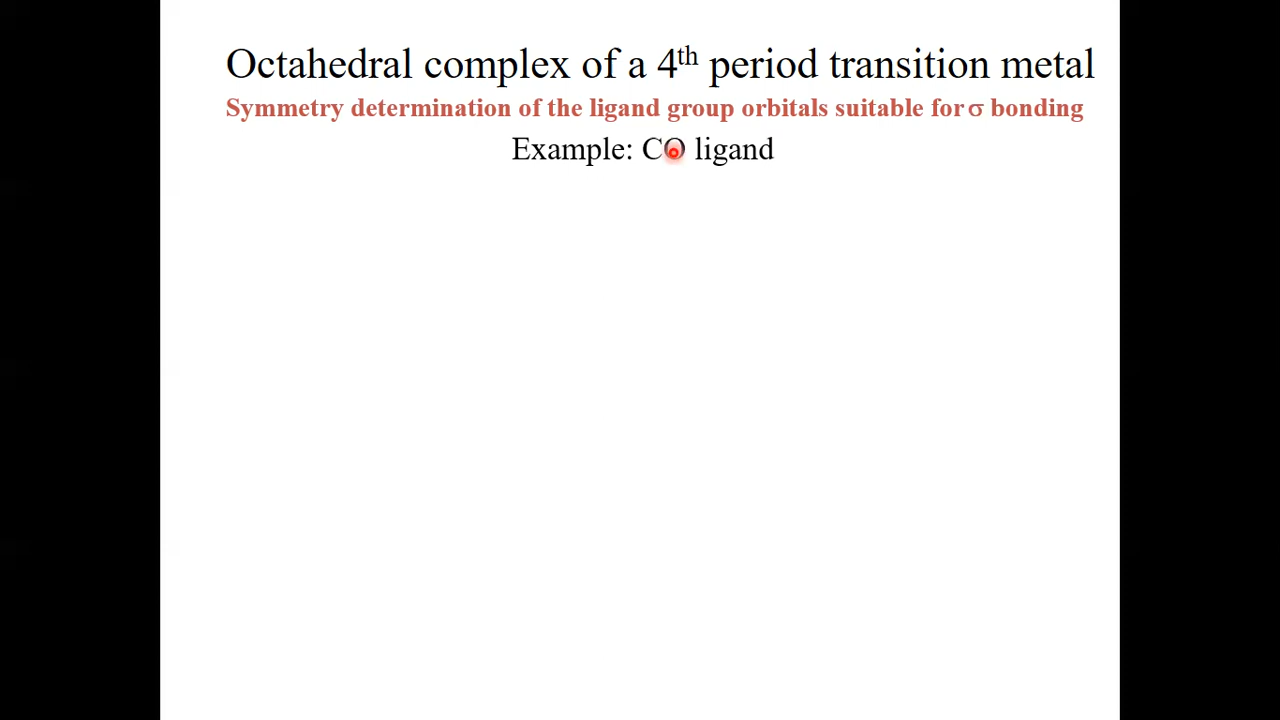 Octahedral complex of a 4th period transition metal
Symmetry determination of the ligand group orbitals suitable for σ bonding
Example: CO ligand